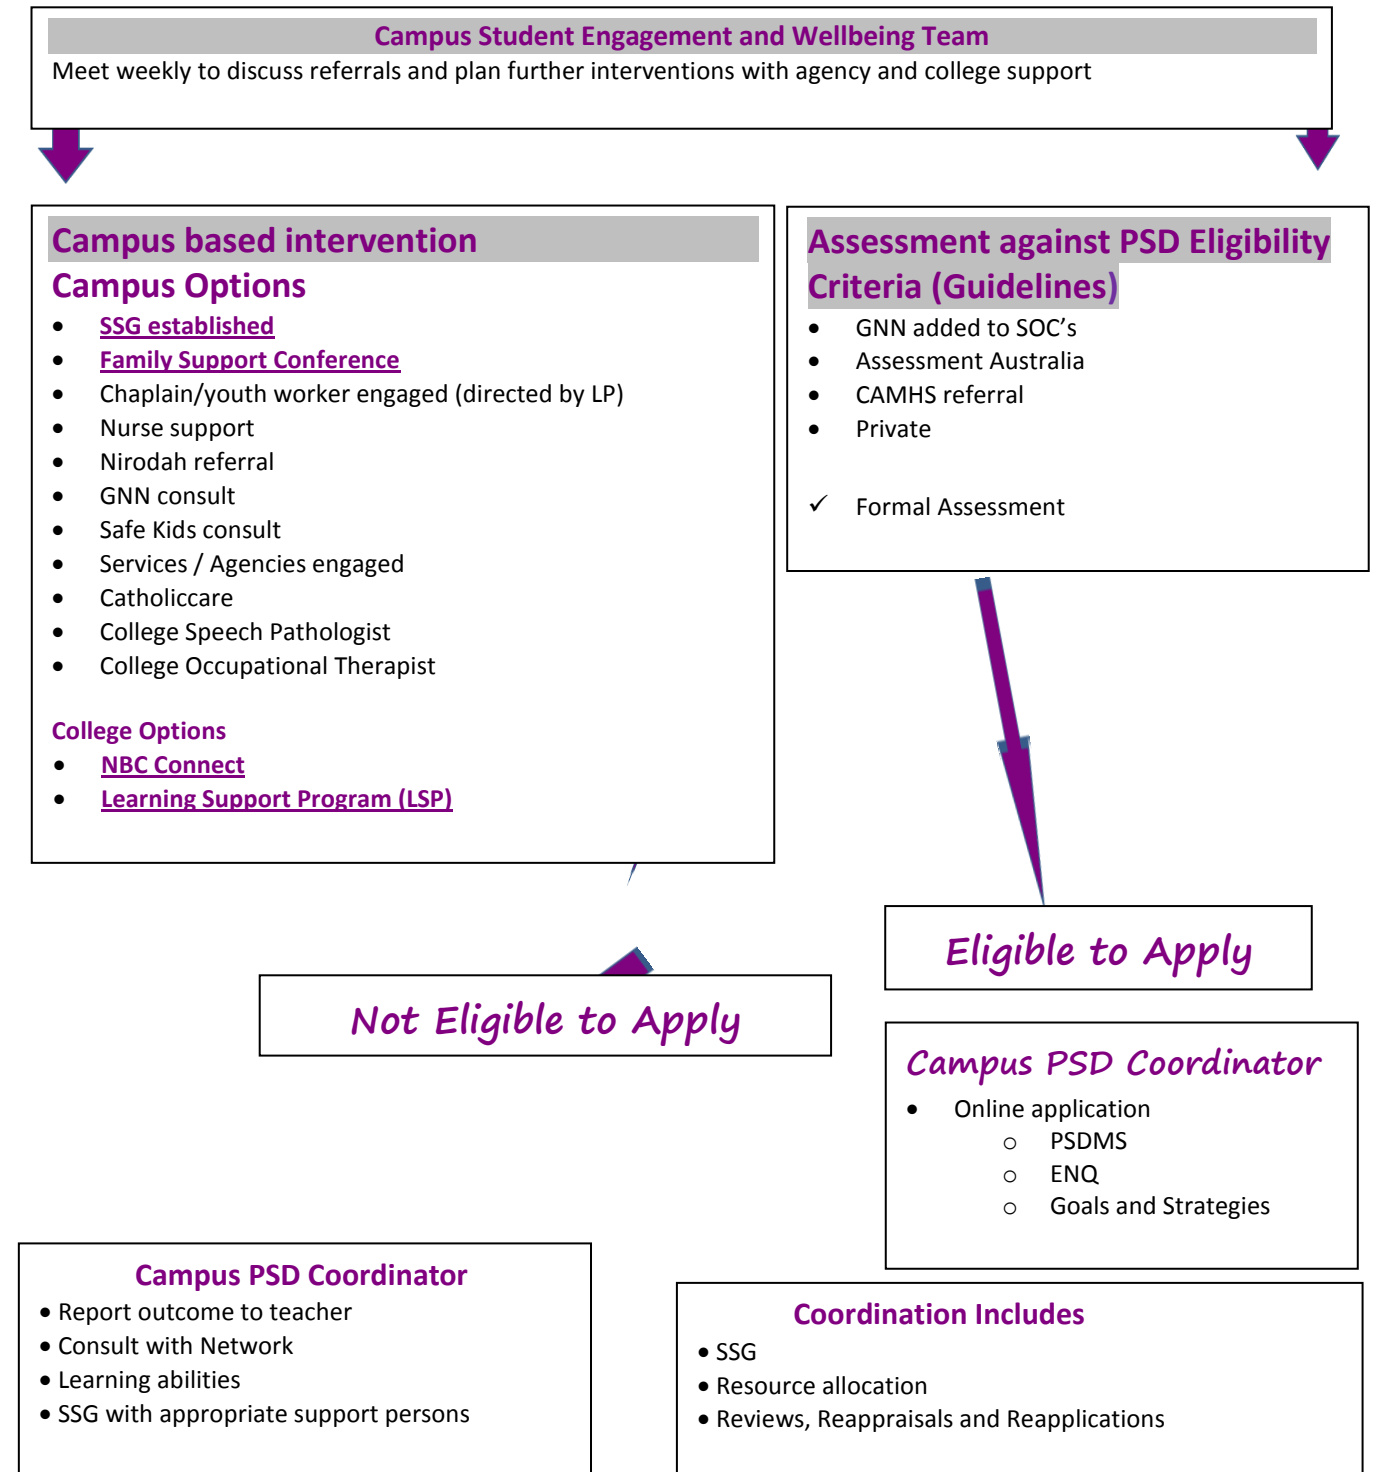 Campus Student Engagement and Wellbeing Team
Meet weekly to discuss referrals and plan further interventions with agency and college support
Campus based intervention
Campus Options
• SSG established
• Family Support Conference
• Chaplain/youth worker engaged (directed by LP)
• Nurse support
• Nirodah referral
• GNN consult
• Safe Kids consult
• Services / Agencies engaged
• Catholiccare
• College Speech Pathologist
• College Occupational Therapist
College Options
• NBC Connect
• Learning Support Program (LSP)
Assessment against PSD Eligibility
Criteria (Guidelines)
• GNN added to SOC’s
• Assessment Australia
• CAMHS referral
• Private
✓ Formal Assessment
Eligible to Apply
Not Eligible to Apply
Campus PSD Coordinator
• Online application
o PSDMS
o ENQ
o Goals and Strategies
Campus PSD Coordinator
• Report outcome to teacher
• Consult with Network
• Learning abilities
• SSG with appropriate support persons
Coordination Includes
• SSG
• Resource allocation
• Reviews, Reappraisals and Reapplications